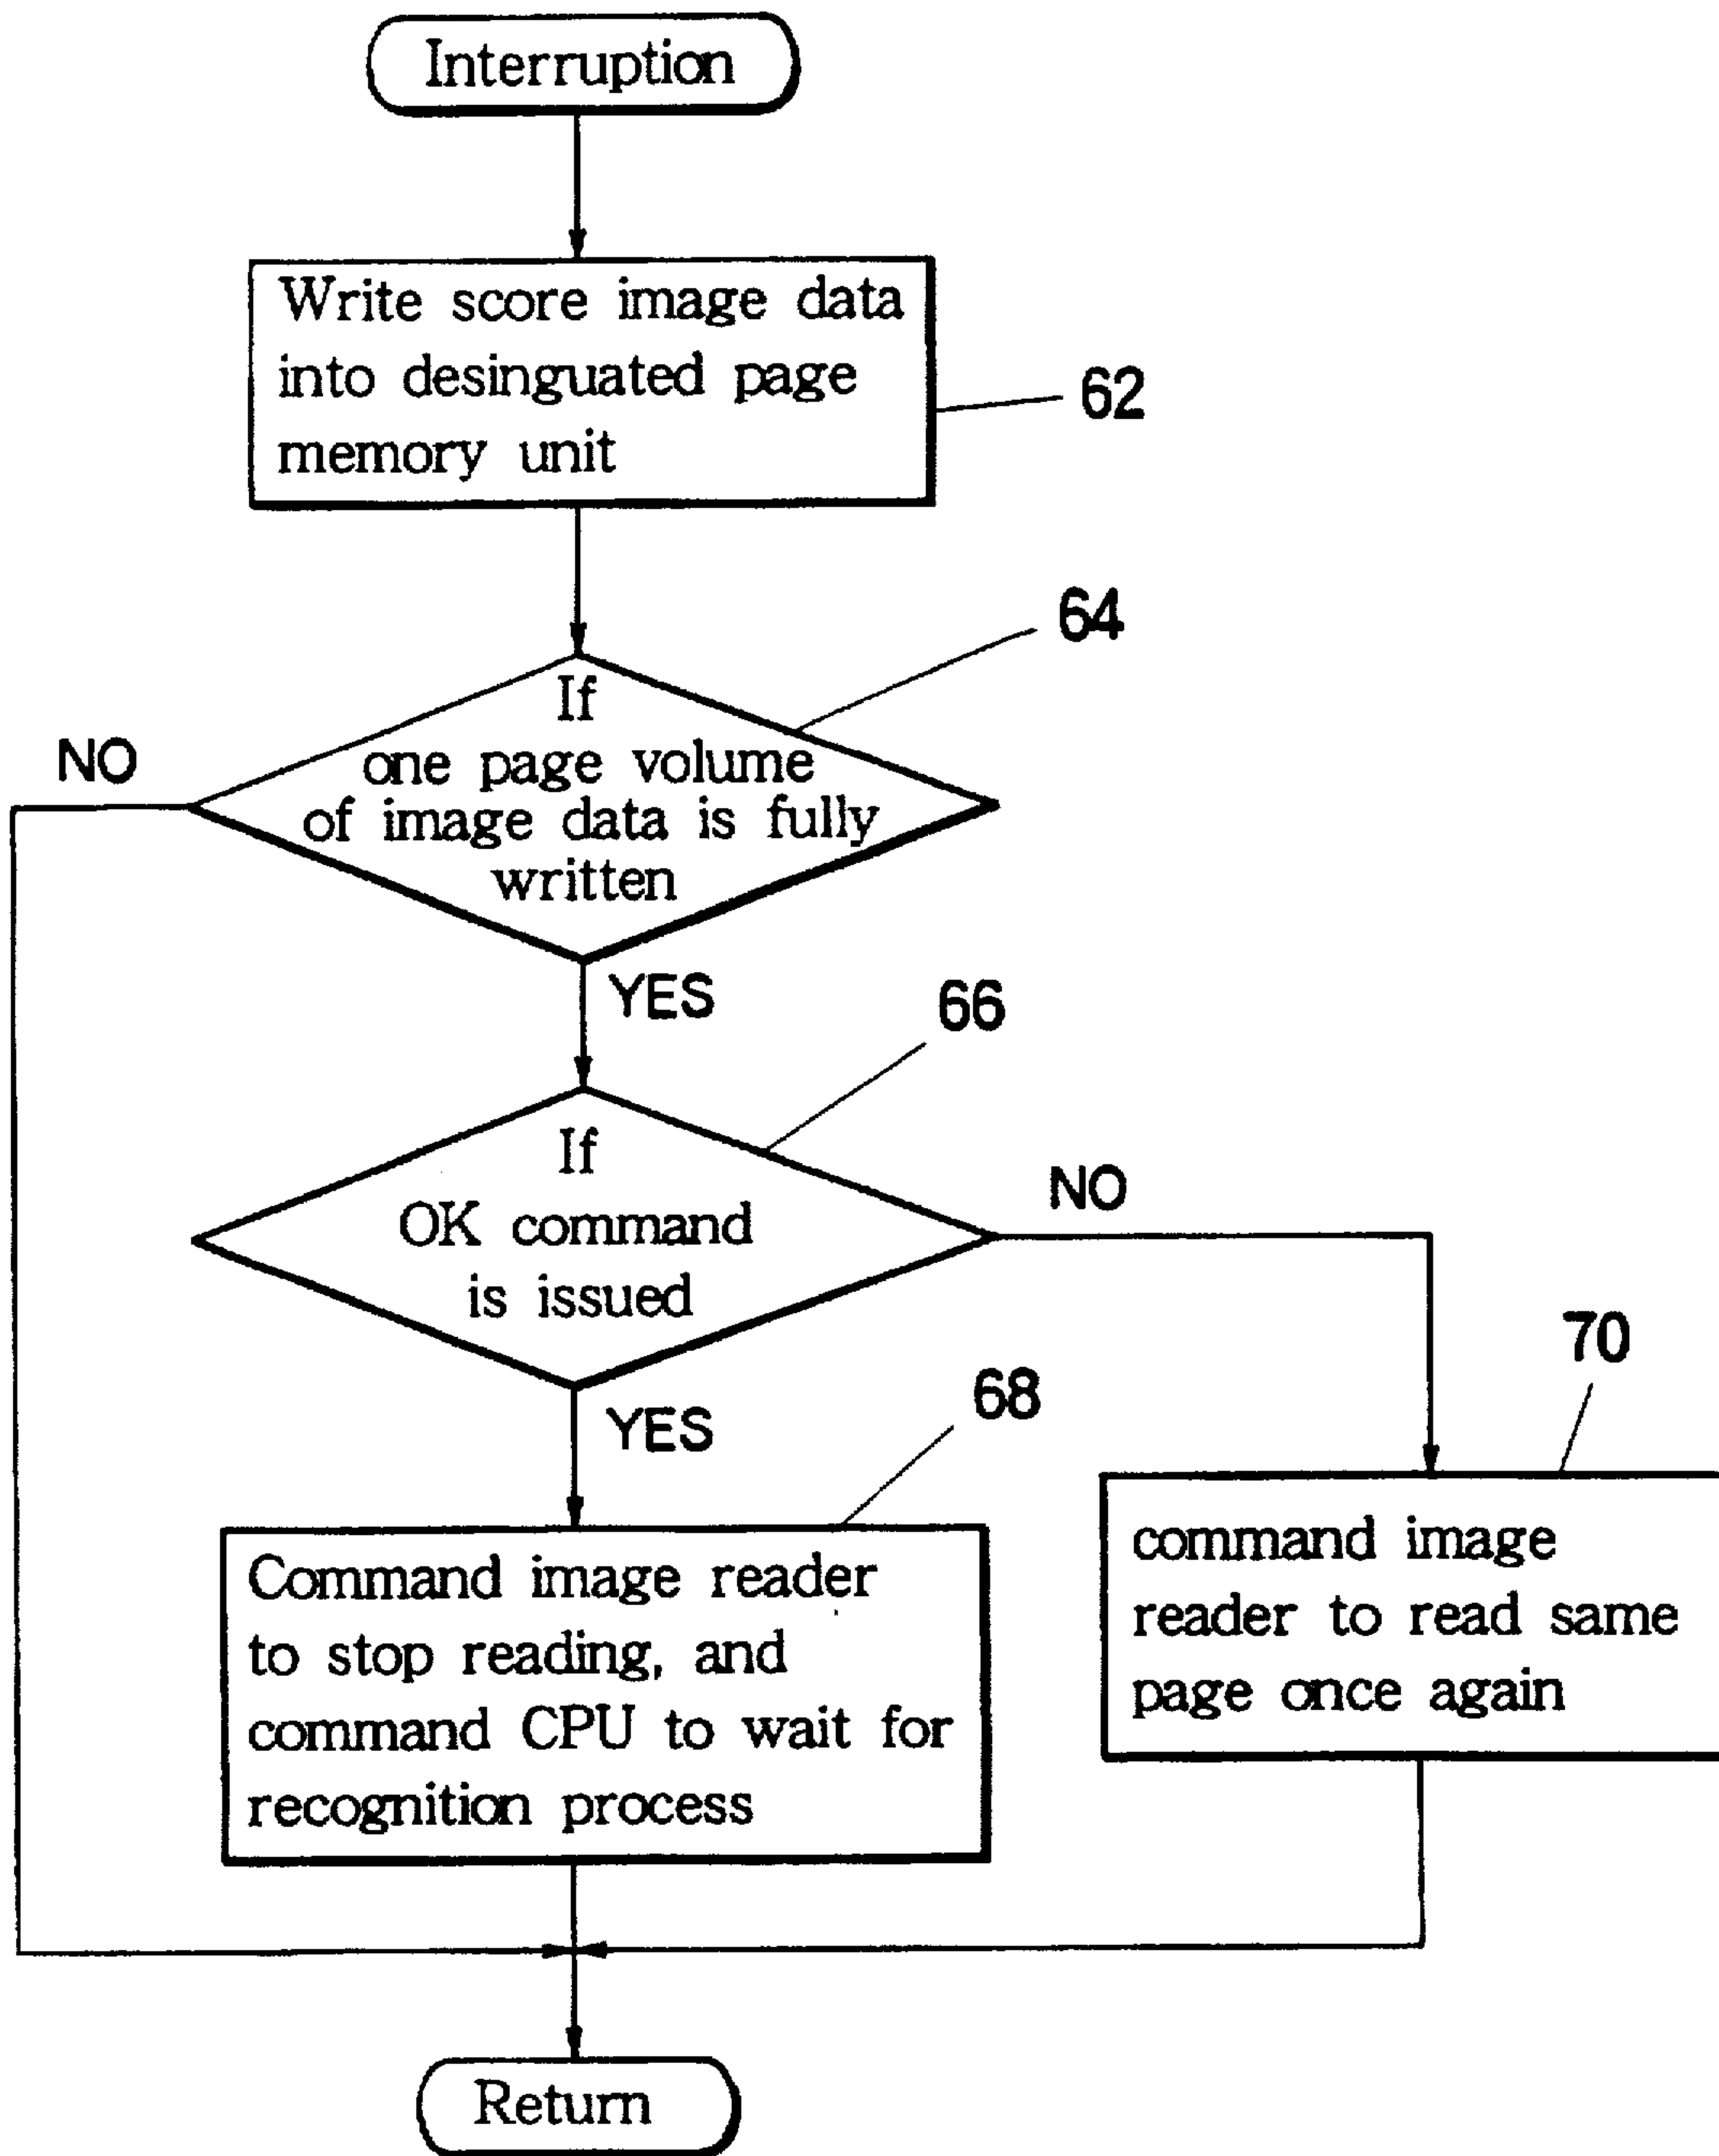 Interruption
Write score image data
into desinguated page
memory unit
62
64
If
one page volume
of image data is fully
written
NO
YES
66
If
OK command
is issued
NO
YES
68
70
Command image reader
to stop reading, and
command CPU to wait for
recognition process
command image
reader to read same
page once again
Return